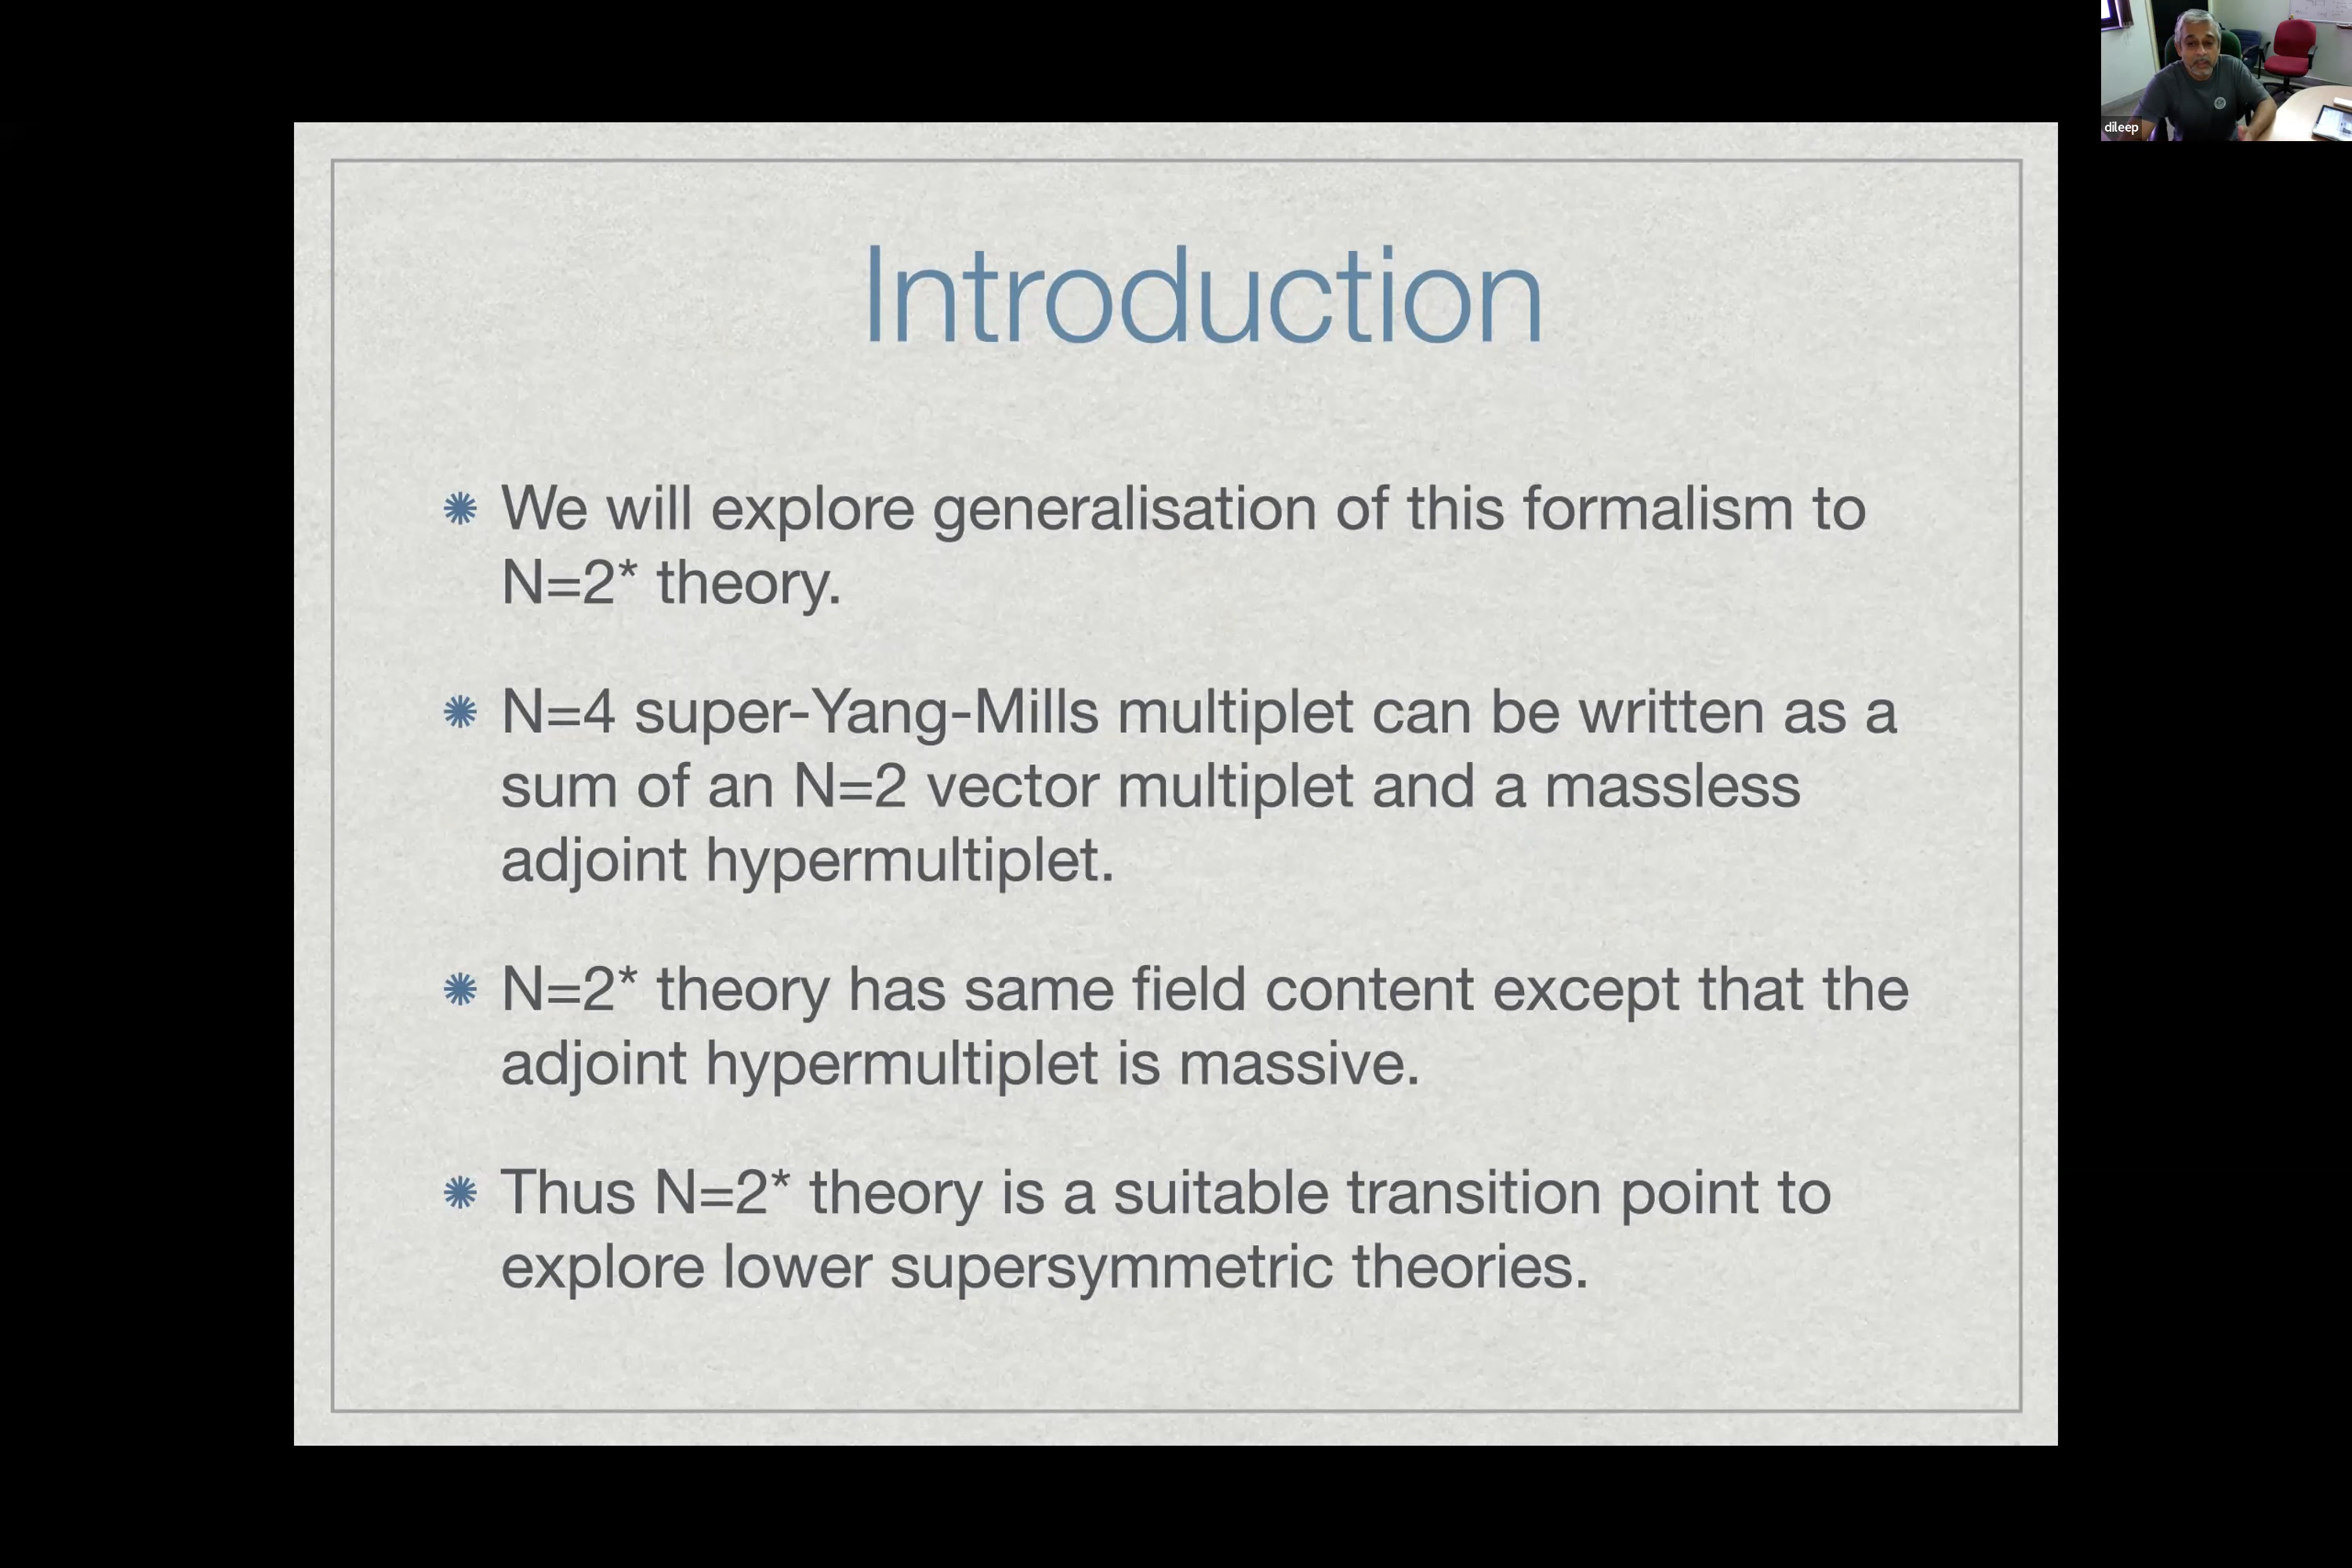 dileep
Introduction
We will explore generalisation of this formalism to
N=2* theory.
N=4 super-Yang-Mills multiplet can be written as a
sum of an N=2 vector multiplet and a massless
adjoint hypermultiplet.
N=2* theory has same field content except that the
adjoint hypermultiplet is massive.
Thus N=2* theory is a suitable transition point to
explore lower supersymmetric theories.